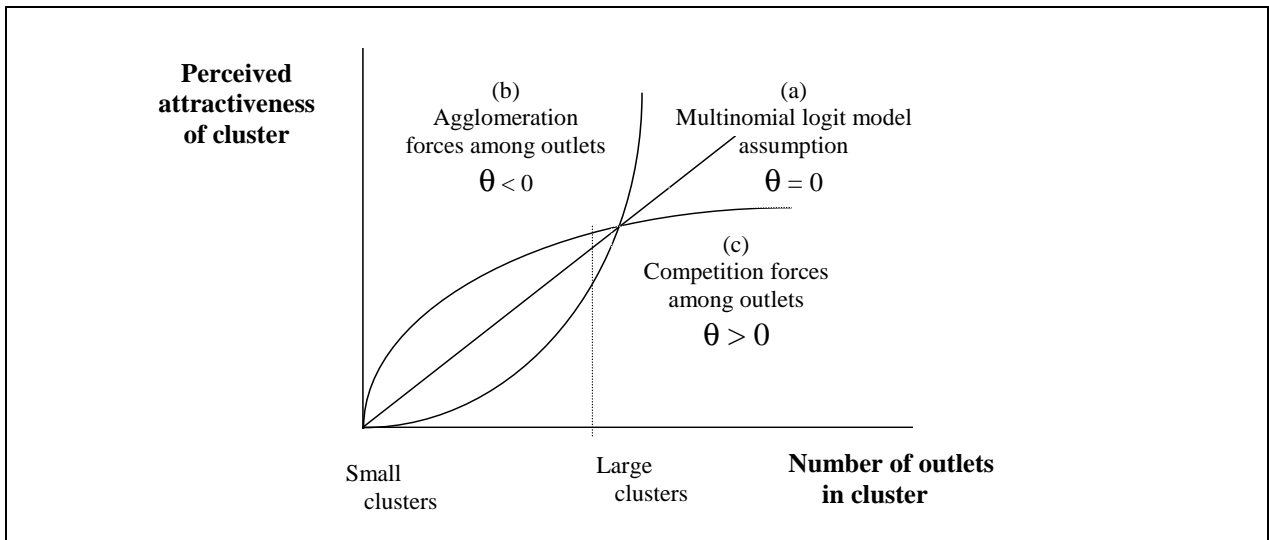 Perceived
attractiveness
of cluster
(b)
Agglomeration
forces among outlets
θ < 0
(a)
Multinomial logit model
assumption
θ = 0
(c)
Competition forces
among outlets
θ > 0
Small
clusters
Large
clusters
Number of outlets
in cluster